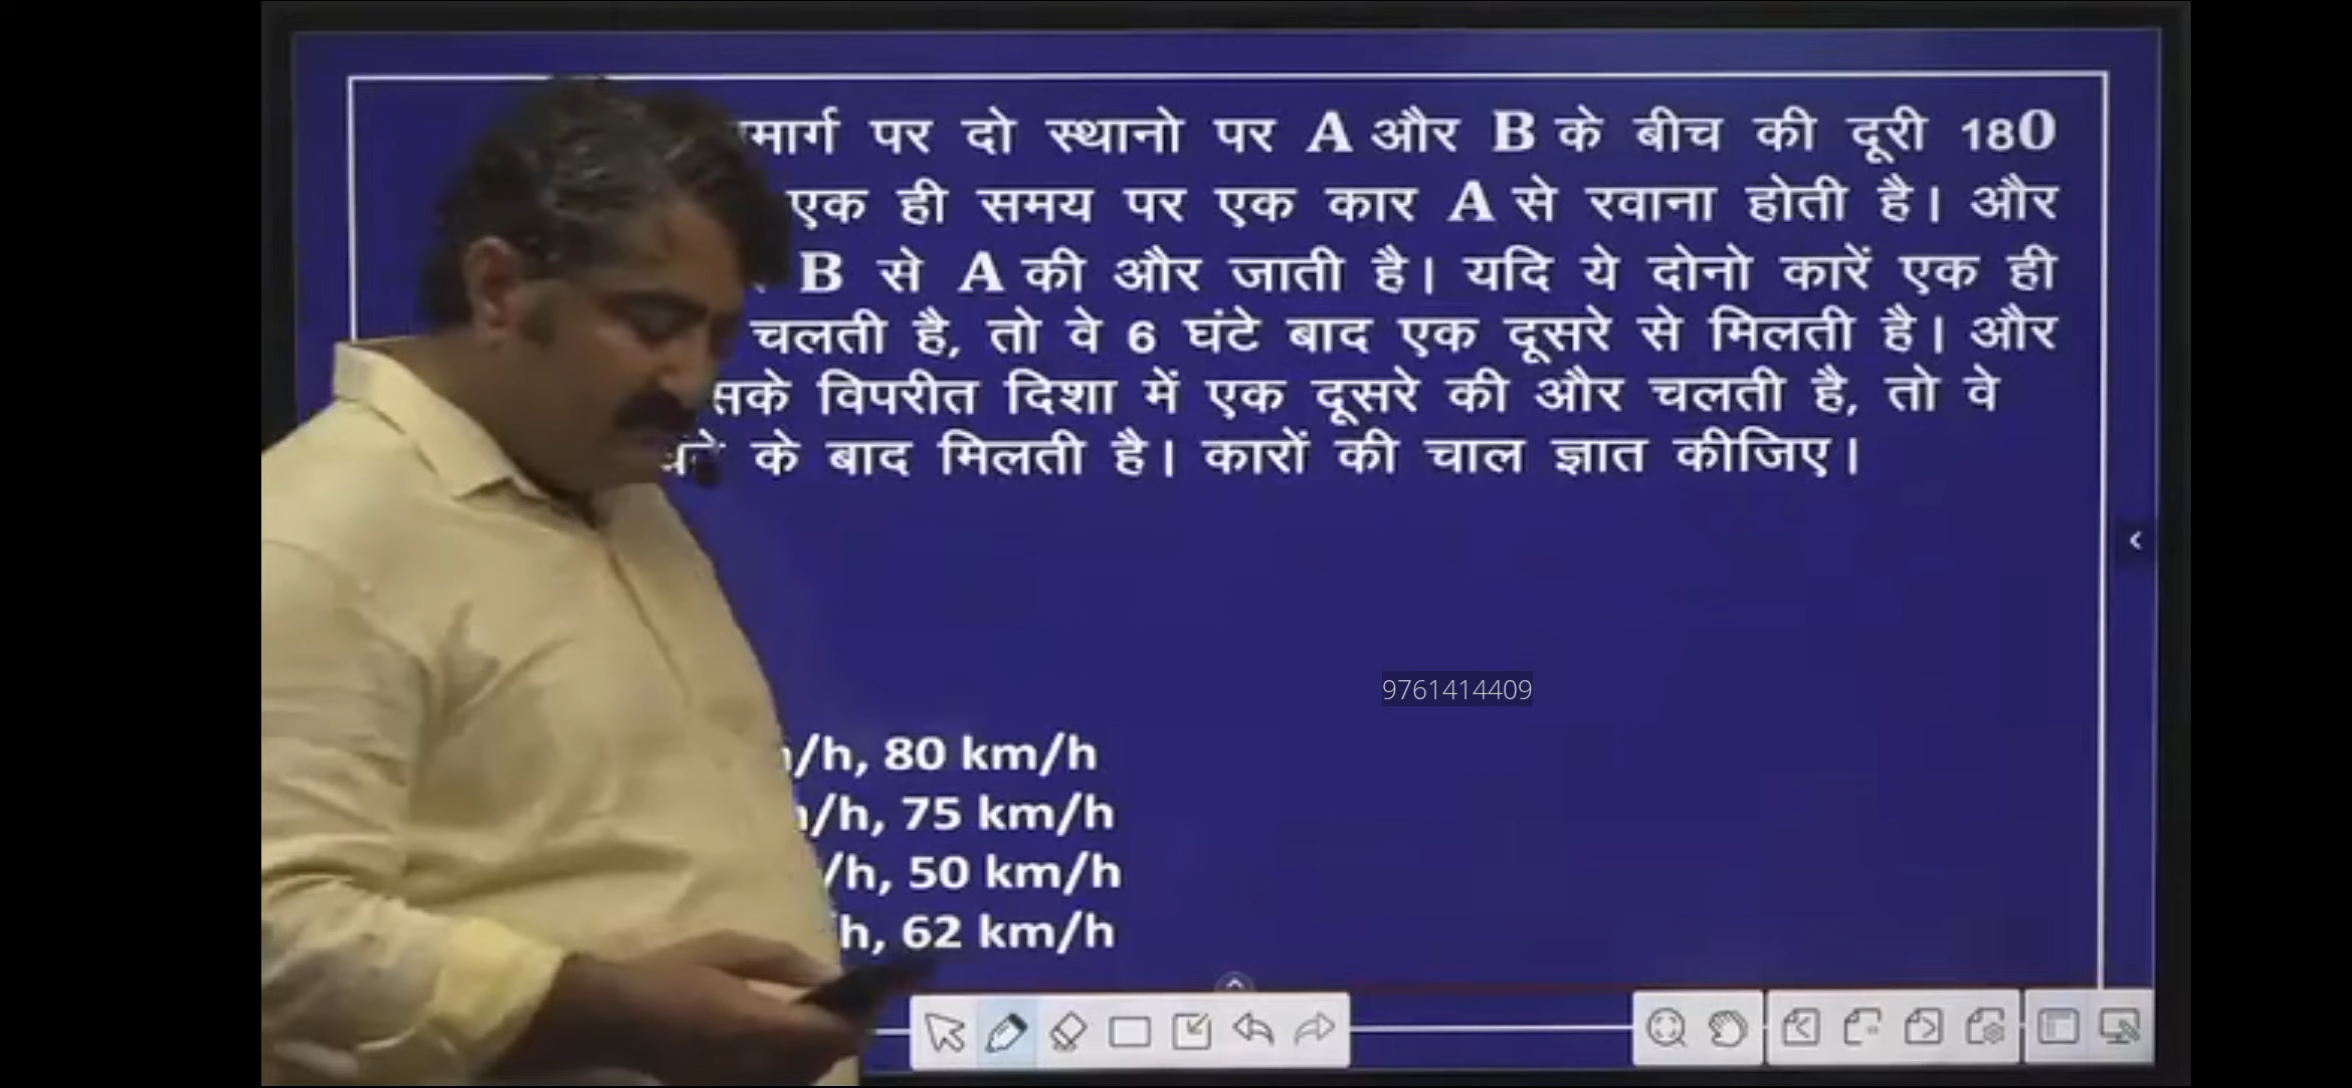 मार्ग पर दो स्थानो पर A और B के बीच की दूरी 180
एक ही समय पर एक कार A से रवाना होती है। और
B से A की और जाती है। यदि ये दोनो कारें एक ही
चलती है, तो वे 6 घंटे बाद एक दूसरे से मिलती है। और
सके विपरीत दिशा में एक दूसरे की और चलती है, तो वे
के बाद मिलती है। कारों की चाल ज्ञात कीजिए।
9761414409
/h, 80 km/h
/h, 75 km/h
/h, 50 km/h
h, 62 km/h